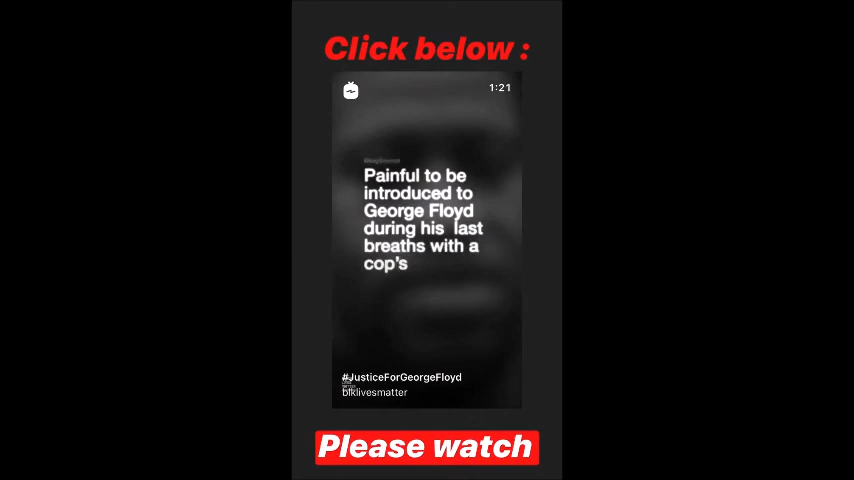 Click below :
1:21
Painful to be
introduced to
George Floyd
during his last
breaths with a
cop's
#JusticeForGeorgeFloyd
blklivesmatter
Please watch